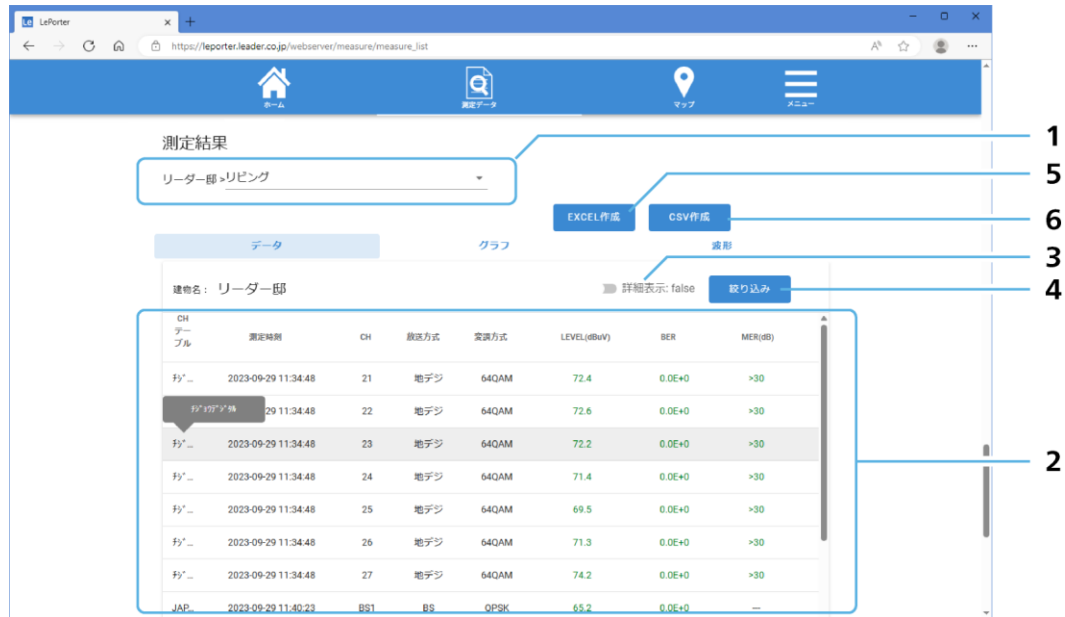 Le LePorter
https://leporter.leader.co.jp/webserver/measure/measure_list
ホーム 測定データ マップ メニュー
測定結果
1
リーダー邸 > リビング
5
EXCEL作成 CSV作成
6
データ グラフ 波形
3
建物名： リーダー邸 詳細表示: false 絞り込み
4
CHテーブル 測定時刻 CH 放送方式 変調方式 LEVEL(dBuV) BER MER(dB)
ﾁｼﾞ... 2023-09-29 11:34:48 21 地デジ 64QAM 72.4 0.0E+0 >30
ﾁｼﾞｮｳﾃﾞｼﾞﾀﾙ 29 11:34:48 22 地デジ 64QAM 72.6 0.0E+0 >30
ﾁｼﾞ... 2023-09-29 11:34:48 23 地デジ 64QAM 72.2 0.0E+0 >30
2
ﾁｼﾞ... 2023-09-29 11:34:48 24 地デジ 64QAM 71.4 0.0E+0 >30
ﾁｼﾞ... 2023-09-29 11:34:48 25 地デジ 64QAM 69.5 0.0E+0 >30
ﾁｼﾞ... 2023-09-29 11:34:48 26 地デジ 64QAM 71.3 0.0E+0 >30
ﾁｼﾞ... 2023-09-29 11:34:48 27 地デジ 64QAM 74.2 0.0E+0 >30
JAP... 2023-09-29 11:40:23 BS1 BS QPSK 65.2 0.0E+0 ---